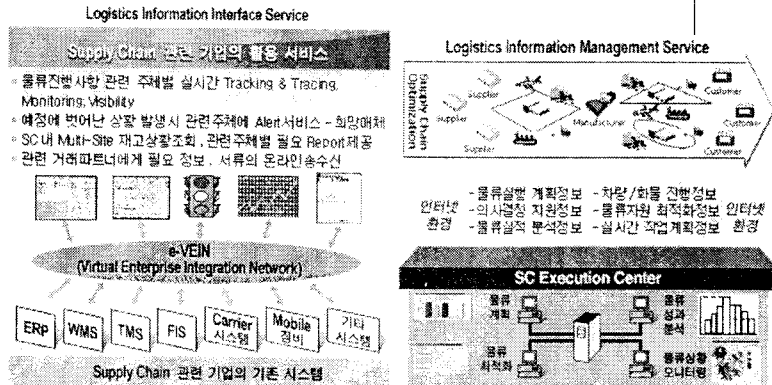 Logistics Information Interface Service
Supply Chain 관련 기업의 활용 서비스
물류진행사항 관련 주체별 실시간 Tracking & Tracing,
Monitoring, Visibility
예정에 벗어난 상황 발생시 관련주체에 Alert서비스 - 희망매체
SC내 Multi-Site 재고상황조회, 관련주체별 필요 Report제공
관련 거래파트너에게 필요 정보, 서류의 온라인송수신
e-VEIN
(Virtual Enterprise Integration Network)
ERP
WMS
TMS
FIS
Carrier
시스템
Mobile
장비
기타
시스템
Supply Chain 관련 기업의 기존 시스템
Logistics Information Management Service
Supply Chain
Optimization
Supplier
Supplier
Supplier
Manufacturer
Customer
Customer
Customer
인터넷
환경
-물류실행 계획정보
-의사결정 지원정보
-물류실적 분석정보
-차량/화물 진행정보
-물류자원 최적화정보
-실시간 작업계획정보
인터넷
환경
SC Execution Center
물류
계획
물류
성과
분석
물류
최적화
물류상황
모니터링